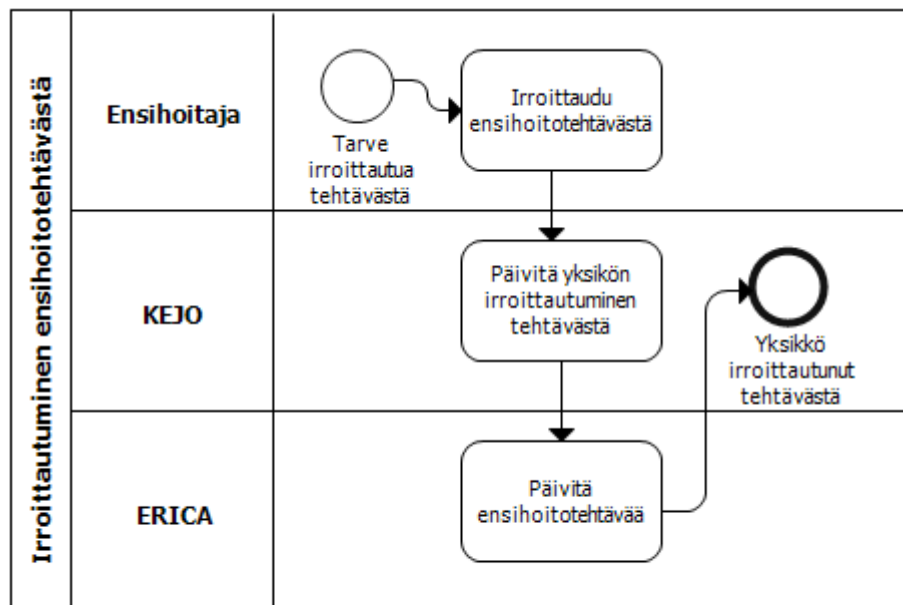 Irroittautuminen ensihoitotehtävästä
Ensihoitaja
Tarve
irroittautua
tehtävästä
Irroittaudu
ensihoitotehtävästä
KEJO
Päivitä yksikön
irroittautuminen
tehtävästä
Yksikkö
irroittautunut
tehtävästä
ERICA
Päivitä
ensihoitotehtävää